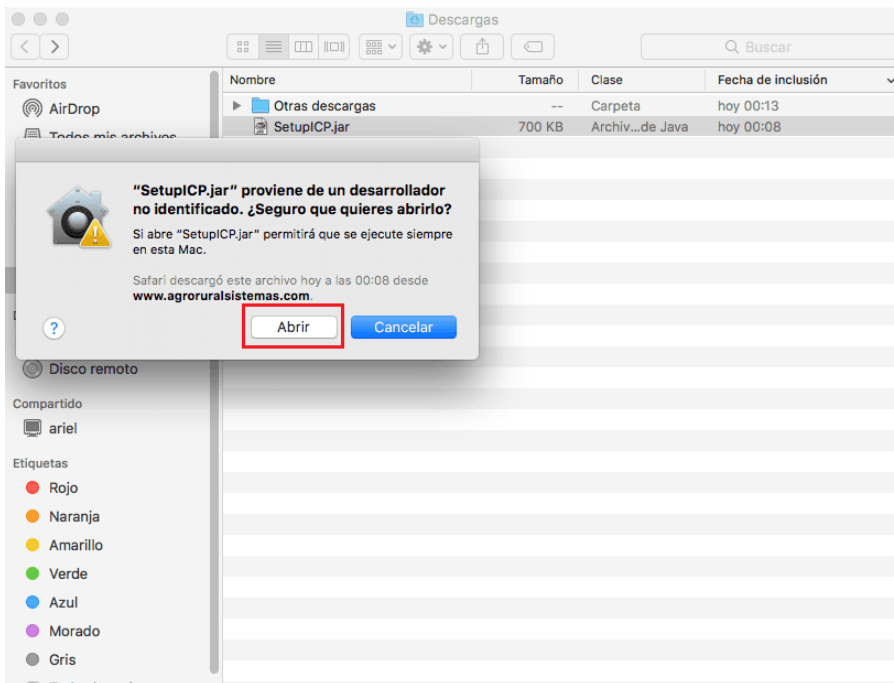 Descargas
Buscar
Favoritos
Nombre
Tamaño
Clase
Fecha de inclusión
AirDrop
Otras descargas
--
Carpeta
hoy 00:13
Todos mis archivos
SetupICP.jar
700 KB
Archiv...de Java
hoy 00:08
“SetupICP.jar” proviene de un desarrollador
no identificado. ¿Seguro que quieres abrirlo?
Si abre “SetupICP.jar” permitirá que se ejecute siempre
en esta Mac.
Safari descargó este archivo hoy a las 00:08 desde
www.agroruralsistemas.com.
?
Abrir
Cancelar
Disco remoto
Compartido
ariel
Etiquetas
Rojo
Naranja
Amarillo
Verde
Azul
Morado
Gris